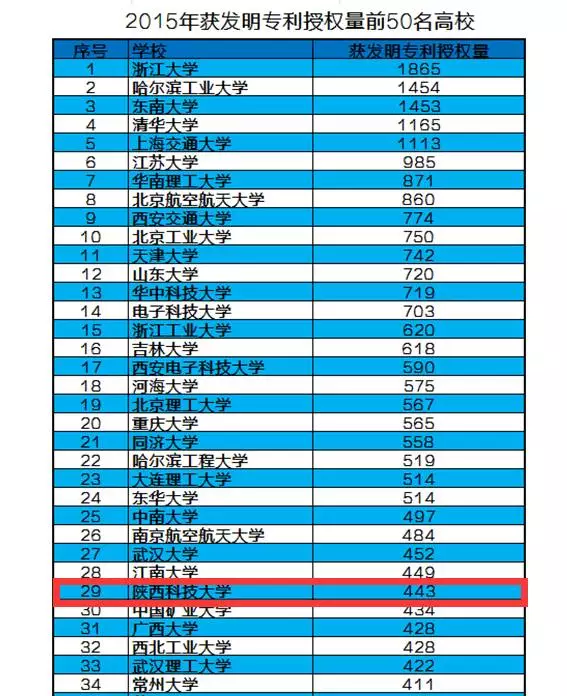 2015年获发明专利授权量前50名高校
序号 学校 获发明专利授权量
1 浙江大学 1865
2 哈尔滨工业大学 1454
3 东南大学 1453
4 清华大学 1165
5 上海交通大学 1113
6 江苏大学 985
7 华南理工大学 871
8 北京航空航天大学 860
9 西安交通大学 774
10 北京工业大学 750
11 天津大学 742
12 山东大学 720
13 华中科技大学 719
14 电子科技大学 703
15 浙江工业大学 620
16 吉林大学 618
17 西安电子科技大学 590
18 河海大学 575
19 北京理工大学 567
20 重庆大学 565
21 同济大学 558
22 哈尔滨工程大学 519
23 大连理工大学 514
24 东华大学 514
25 中南大学 497
26 南京航空航天大学 484
27 武汉大学 452
28 江南大学 449
29 陕西科技大学 443
30 中国矿业大学 434
31 广西大学 428
32 西北工业大学 428
33 武汉理工大学 422
34 常州大学 411